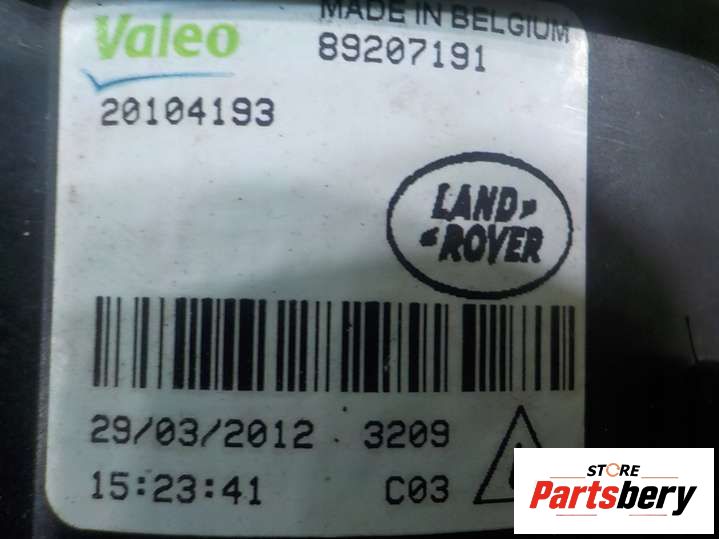 MADE IN BELGIUM
Valeo
89207191
20104193
LAND»
«ROVER
29/03/2012 3209
15:23:41 C03
STORE
Partsbery